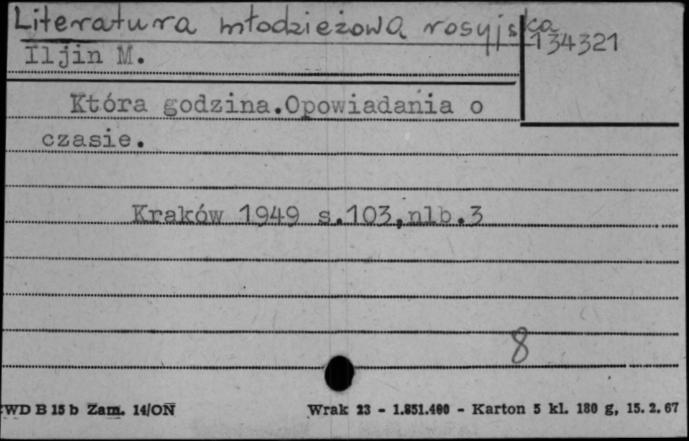 Literatura młodzieżowa rosyjska
134321
Iljin M.
Która godzina.Opowiadania o
czasie.
Kraków 1949 s.103,nlb.3
8
WD B 15 b Zam. 14/ON
Wrak 23 - 1.851.400 - Karton 5 kl. 180 g, 15. 2. 67